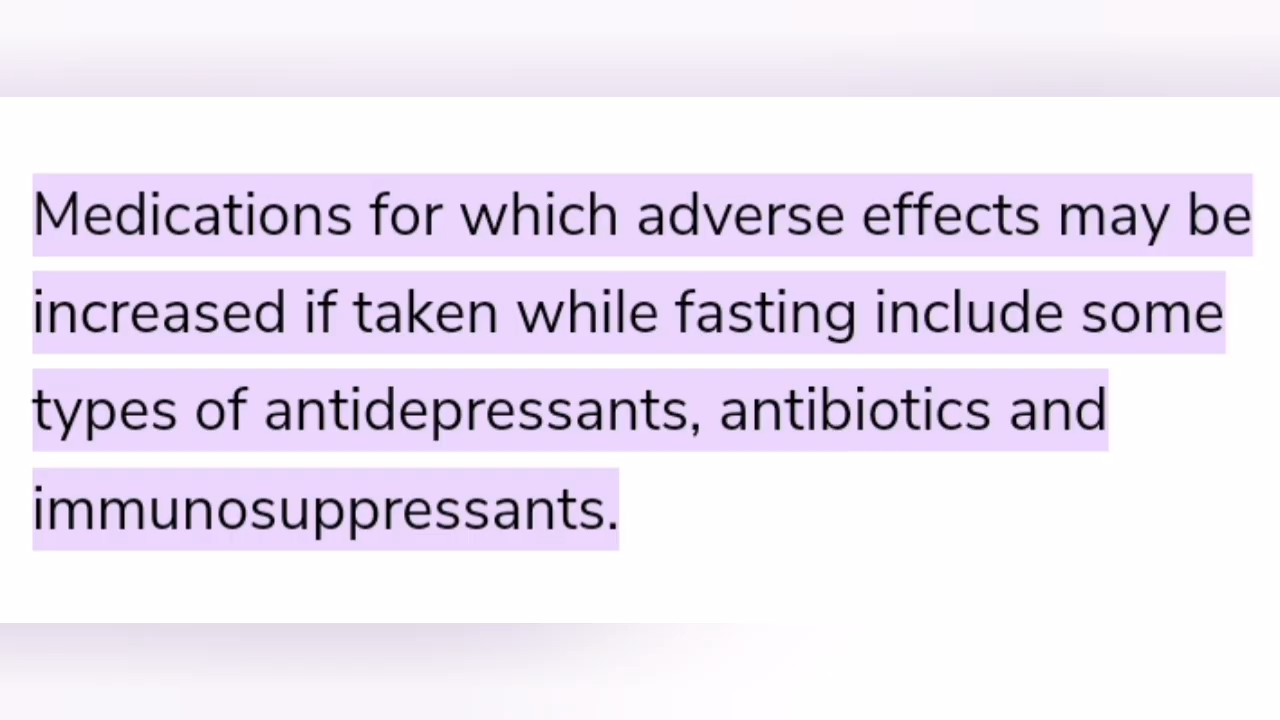 Medications for which adverse effects may be
increased if taken while fasting include some
types of antidepressants, antibiotics and
immunosuppressants.